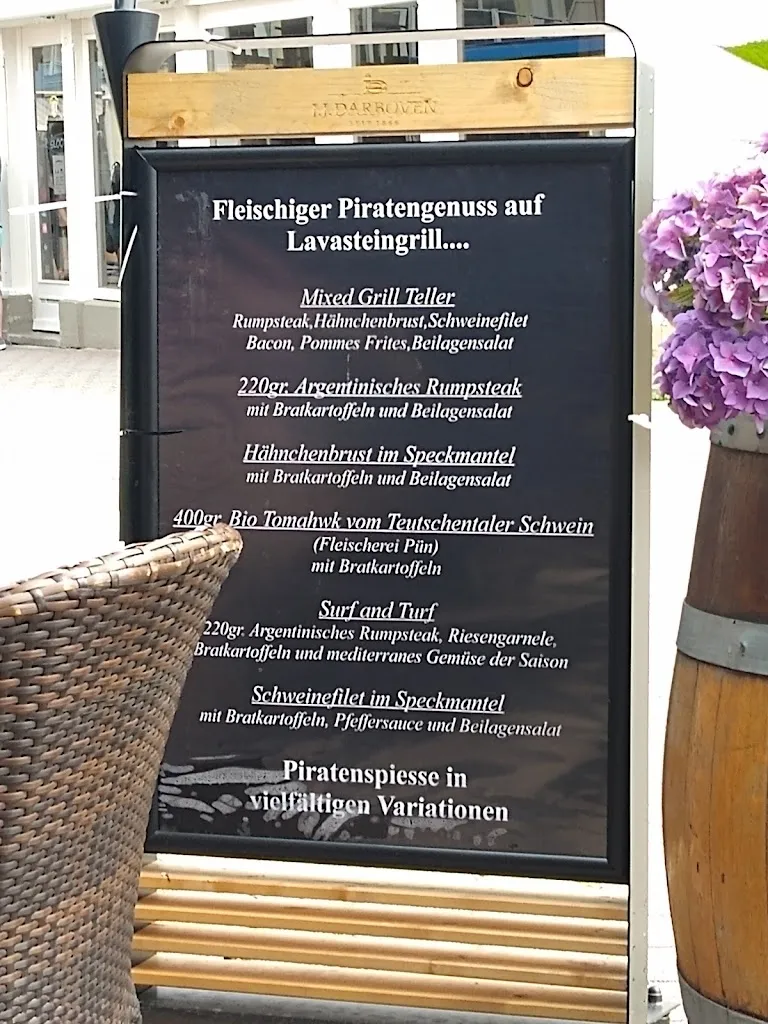 J.J.DARBOVEN
SEIT 1866
Fleischiger Piratengenuss auf
Lavasteingrill....
Mixed Grill Teller
Rumpsteak,Hähnchenbrust,Schweinefilet
Bacon, Pommes Frites,Beilagensalat
220gr. Argentinisches Rumpsteak
mit Bratkartoffeln und Beilagensalat
Hähnchenbrust im Speckmantel
mit Bratkartoffeln und Beilagensalat
400gr. Bio Tomahwk vom Teutschentaler Schwein
(Fleischerei Pün)
mit Bratkartoffeln
Surf and Turf
220gr. Argentinisches Rumpsteak, Riesengarnele,
Bratkartoffeln und mediterranes Gemüse der Saison
Schweinefilet im Speckmantel
mit Bratkartoffeln, Pfeffersauce und Beilagensalat
Piratenspiesse in
vielfältigen Variationen